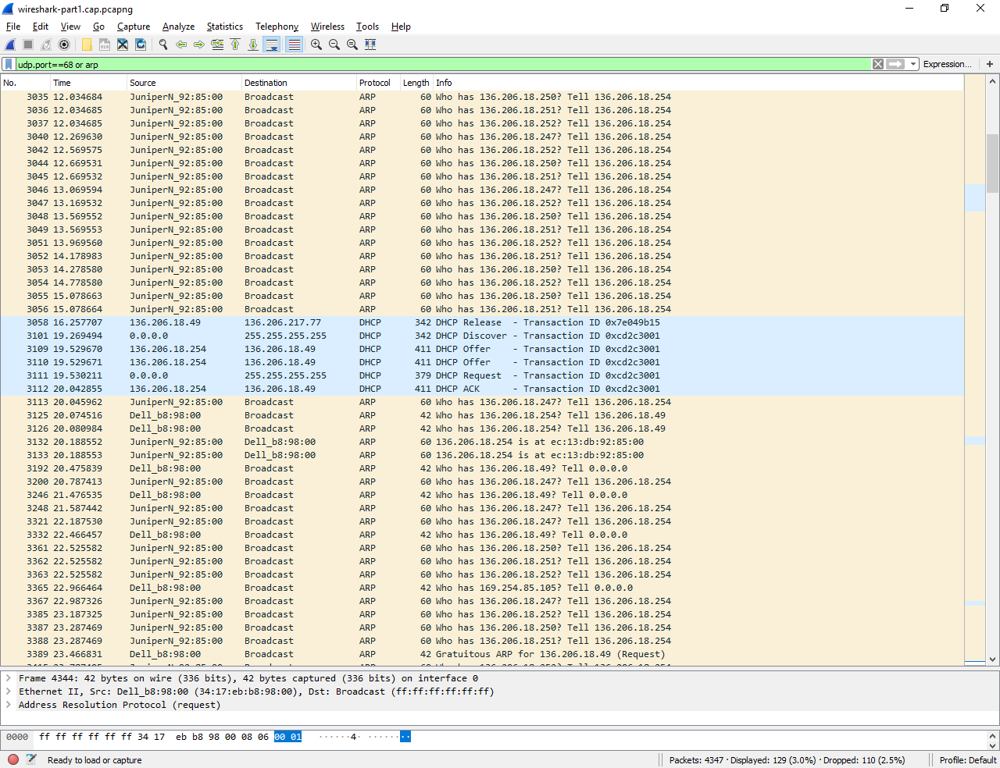 wireshark-part1.cap.pcapng
File Edit View Go Capture Analyze Statistics Telephony Wireless Tools Help
udp.port==68 or arp Expression... +
No. Time Source Destination Protocol Length Info
3035 12.034684 JuniperN_92:85:00 Broadcast ARP 60 Who has 136.206.18.250? Tell 136.206.18.254
3036 12.034685 JuniperN_92:85:00 Broadcast ARP 60 Who has 136.206.18.251? Tell 136.206.18.254
3037 12.034685 JuniperN_92:85:00 Broadcast ARP 60 Who has 136.206.18.252? Tell 136.206.18.254
3040 12.269630 JuniperN_92:85:00 Broadcast ARP 60 Who has 136.206.18.247? Tell 136.206.18.254
3042 12.569575 JuniperN_92:85:00 Broadcast ARP 60 Who has 136.206.18.252? Tell 136.206.18.254
3044 12.669531 JuniperN_92:85:00 Broadcast ARP 60 Who has 136.206.18.250? Tell 136.206.18.254
3045 12.669532 JuniperN_92:85:00 Broadcast ARP 60 Who has 136.206.18.251? Tell 136.206.18.254
3046 13.069594 JuniperN_92:85:00 Broadcast ARP 60 Who has 136.206.18.247? Tell 136.206.18.254
3047 13.169532 JuniperN_92:85:00 Broadcast ARP 60 Who has 136.206.18.252? Tell 136.206.18.254
3048 13.569552 JuniperN_92:85:00 Broadcast ARP 60 Who has 136.206.18.250? Tell 136.206.18.254
3049 13.569553 JuniperN_92:85:00 Broadcast ARP 60 Who has 136.206.18.251? Tell 136.206.18.254
3051 13.969560 JuniperN_92:85:00 Broadcast ARP 60 Who has 136.206.18.252? Tell 136.206.18.254
3052 14.178983 JuniperN_92:85:00 Broadcast ARP 60 Who has 136.206.18.251? Tell 136.206.18.254
3053 14.278580 JuniperN_92:85:00 Broadcast ARP 60 Who has 136.206.18.250? Tell 136.206.18.254
3054 14.778580 JuniperN_92:85:00 Broadcast ARP 60 Who has 136.206.18.252? Tell 136.206.18.254
3055 15.078663 JuniperN_92:85:00 Broadcast ARP 60 Who has 136.206.18.250? Tell 136.206.18.254
3056 15.078664 JuniperN_92:85:00 Broadcast ARP 60 Who has 136.206.18.251? Tell 136.206.18.254
3058 16.257707 136.206.18.49 136.206.217.77 DHCP 342 DHCP Release - Transaction ID 0x7e049b15
3101 19.269494 0.0.0.0 255.255.255.255 DHCP 342 DHCP Discover - Transaction ID 0xcd2c3001
3109 19.529670 136.206.18.254 136.206.18.49 DHCP 411 DHCP Offer - Transaction ID 0xcd2c3001
3110 19.529671 136.206.18.254 136.206.18.49 DHCP 411 DHCP Offer - Transaction ID 0xcd2c3001
3111 19.530211 0.0.0.0 255.255.255.255 DHCP 379 DHCP Request - Transaction ID 0xcd2c3001
3112 20.042855 136.206.18.254 136.206.18.49 DHCP 411 DHCP ACK - Transaction ID 0xcd2c3001
3113 20.045962 JuniperN_92:85:00 Broadcast ARP 60 Who has 136.206.18.247? Tell 136.206.18.254
3125 20.074516 Dell_b8:98:00 Broadcast ARP 42 Who has 136.206.18.254? Tell 136.206.18.49
3126 20.080984 Dell_b8:98:00 Broadcast ARP 42 Who has 136.206.18.254? Tell 136.206.18.49
3132 20.188552 JuniperN_92:85:00 Dell_b8:98:00 ARP 60 136.206.18.254 is at ec:13:db:92:85:00
3133 20.188553 JuniperN_92:85:00 Dell_b8:98:00 ARP 60 136.206.18.254 is at ec:13:db:92:85:00
3192 20.475839 Dell_b8:98:00 Broadcast ARP 42 Who has 136.206.18.49? Tell 0.0.0.0
3200 20.787413 JuniperN_92:85:00 Broadcast ARP 60 Who has 136.206.18.247? Tell 136.206.18.254
3246 21.476535 Dell_b8:98:00 Broadcast ARP 42 Who has 136.206.18.49? Tell 0.0.0.0
3248 21.587442 JuniperN_92:85:00 Broadcast ARP 60 Who has 136.206.18.247? Tell 136.206.18.254
3321 22.187530 JuniperN_92:85:00 Broadcast ARP 60 Who has 136.206.18.247? Tell 136.206.18.254
3332 22.466457 Dell_b8:98:00 Broadcast ARP 42 Who has 136.206.18.49? Tell 0.0.0.0
3361 22.525582 JuniperN_92:85:00 Broadcast ARP 60 Who has 136.206.18.250? Tell 136.206.18.254
3362 22.525582 JuniperN_92:85:00 Broadcast ARP 60 Who has 136.206.18.251? Tell 136.206.18.254
3363 22.525582 JuniperN_92:85:00 Broadcast ARP 60 Who has 136.206.18.252? Tell 136.206.18.254
3365 22.966464 Dell_b8:98:00 Broadcast ARP 42 Who has 169.254.85.105? Tell 0.0.0.0
3367 22.987326 JuniperN_92:85:00 Broadcast ARP 60 Who has 136.206.18.247? Tell 136.206.18.254
3385 23.187325 JuniperN_92:85:00 Broadcast ARP 60 Who has 136.206.18.252? Tell 136.206.18.254
3387 23.287469 JuniperN_92:85:00 Broadcast ARP 60 Who has 136.206.18.250? Tell 136.206.18.254
3388 23.287469 JuniperN_92:85:00 Broadcast ARP 60 Who has 136.206.18.251? Tell 136.206.18.254
3389 23.466831 Dell_b8:98:00 Broadcast ARP 42 Gratuitous ARP for 136.206.18.49 (Request)
Frame 4344: 42 bytes on wire (336 bits), 42 bytes captured (336 bits) on interface 0
Ethernet II, Src: Dell_b8:98:00 (34:17:eb:b8:98:00), Dst: Broadcast (ff:ff:ff:ff:ff:ff)
Address Resolution Protocol (request)
0000 ff ff ff ff ff ff 34 17 eb b8 98 00 08 06 00 01 ······4· ········
Ready to load or capture Packets: 4347 · Displayed: 129 (3.0%) · Dropped: 110 (2.5%) Profile: Default